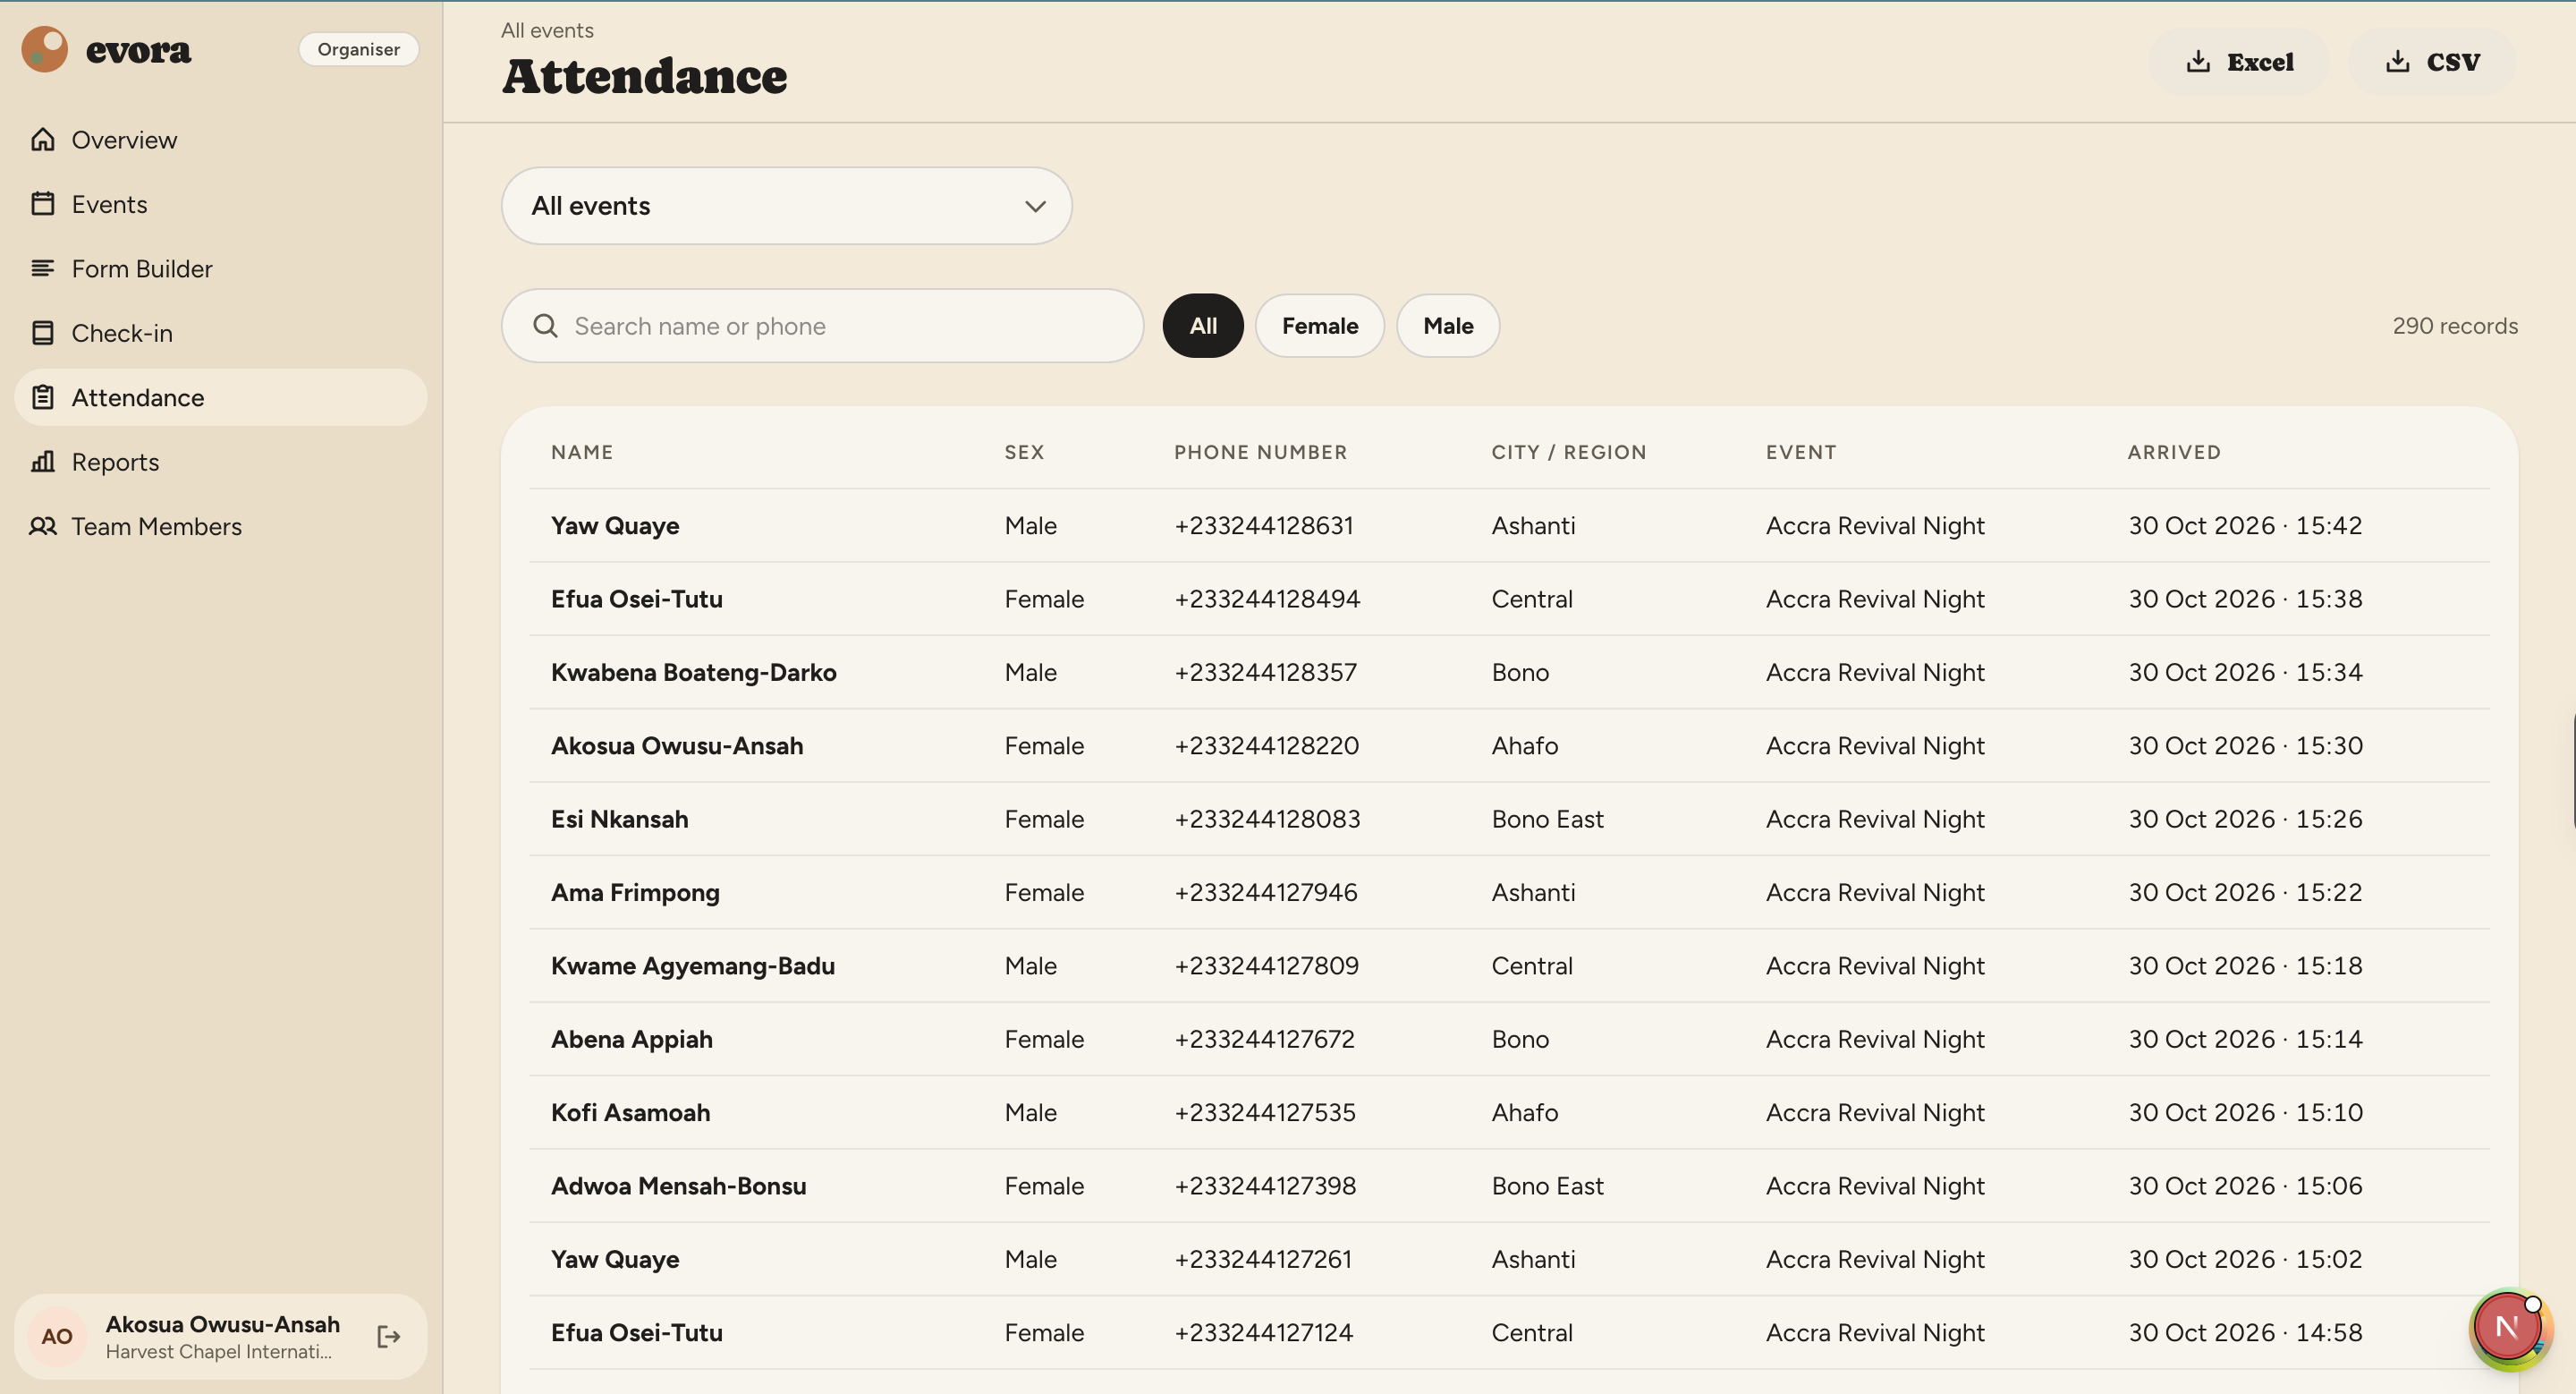 evora
Organiser
Overview
Events
Form Builder
Check-in
Attendance
Reports
Team Members
AO
Akosua Owusu-Ansah
Harvest Chapel Internati...
All events
Attendance
Excel
CSV
All events
Search name or phone
All
Female
Male
290 records
NAME SEX PHONE NUMBER CITY / REGION EVENT ARRIVED
Yaw Quaye Male +233244128631 Ashanti Accra Revival Night 30 Oct 2026 · 15:42
Efua Osei-Tutu Female +233244128494 Central Accra Revival Night 30 Oct 2026 · 15:38
Kwabena Boateng-Darko Male +233244128357 Bono Accra Revival Night 30 Oct 2026 · 15:34
Akosua Owusu-Ansah Female +233244128220 Ahafo Accra Revival Night 30 Oct 2026 · 15:30
Esi Nkansah Female +233244128083 Bono East Accra Revival Night 30 Oct 2026 · 15:26
Ama Frimpong Female +233244127946 Ashanti Accra Revival Night 30 Oct 2026 · 15:22
Kwame Agyemang-Badu Male +233244127809 Central Accra Revival Night 30 Oct 2026 · 15:18
Abena Appiah Female +233244127672 Bono Accra Revival Night 30 Oct 2026 · 15:14
Kofi Asamoah Male +233244127535 Ahafo Accra Revival Night 30 Oct 2026 · 15:10
Adwoa Mensah-Bonsu Female +233244127398 Bono East Accra Revival Night 30 Oct 2026 · 15:06
Yaw Quaye Male +233244127261 Ashanti Accra Revival Night 30 Oct 2026 · 15:02
Efua Osei-Tutu Female +233244127124 Central Accra Revival Night 30 Oct 2026 · 14:58
N